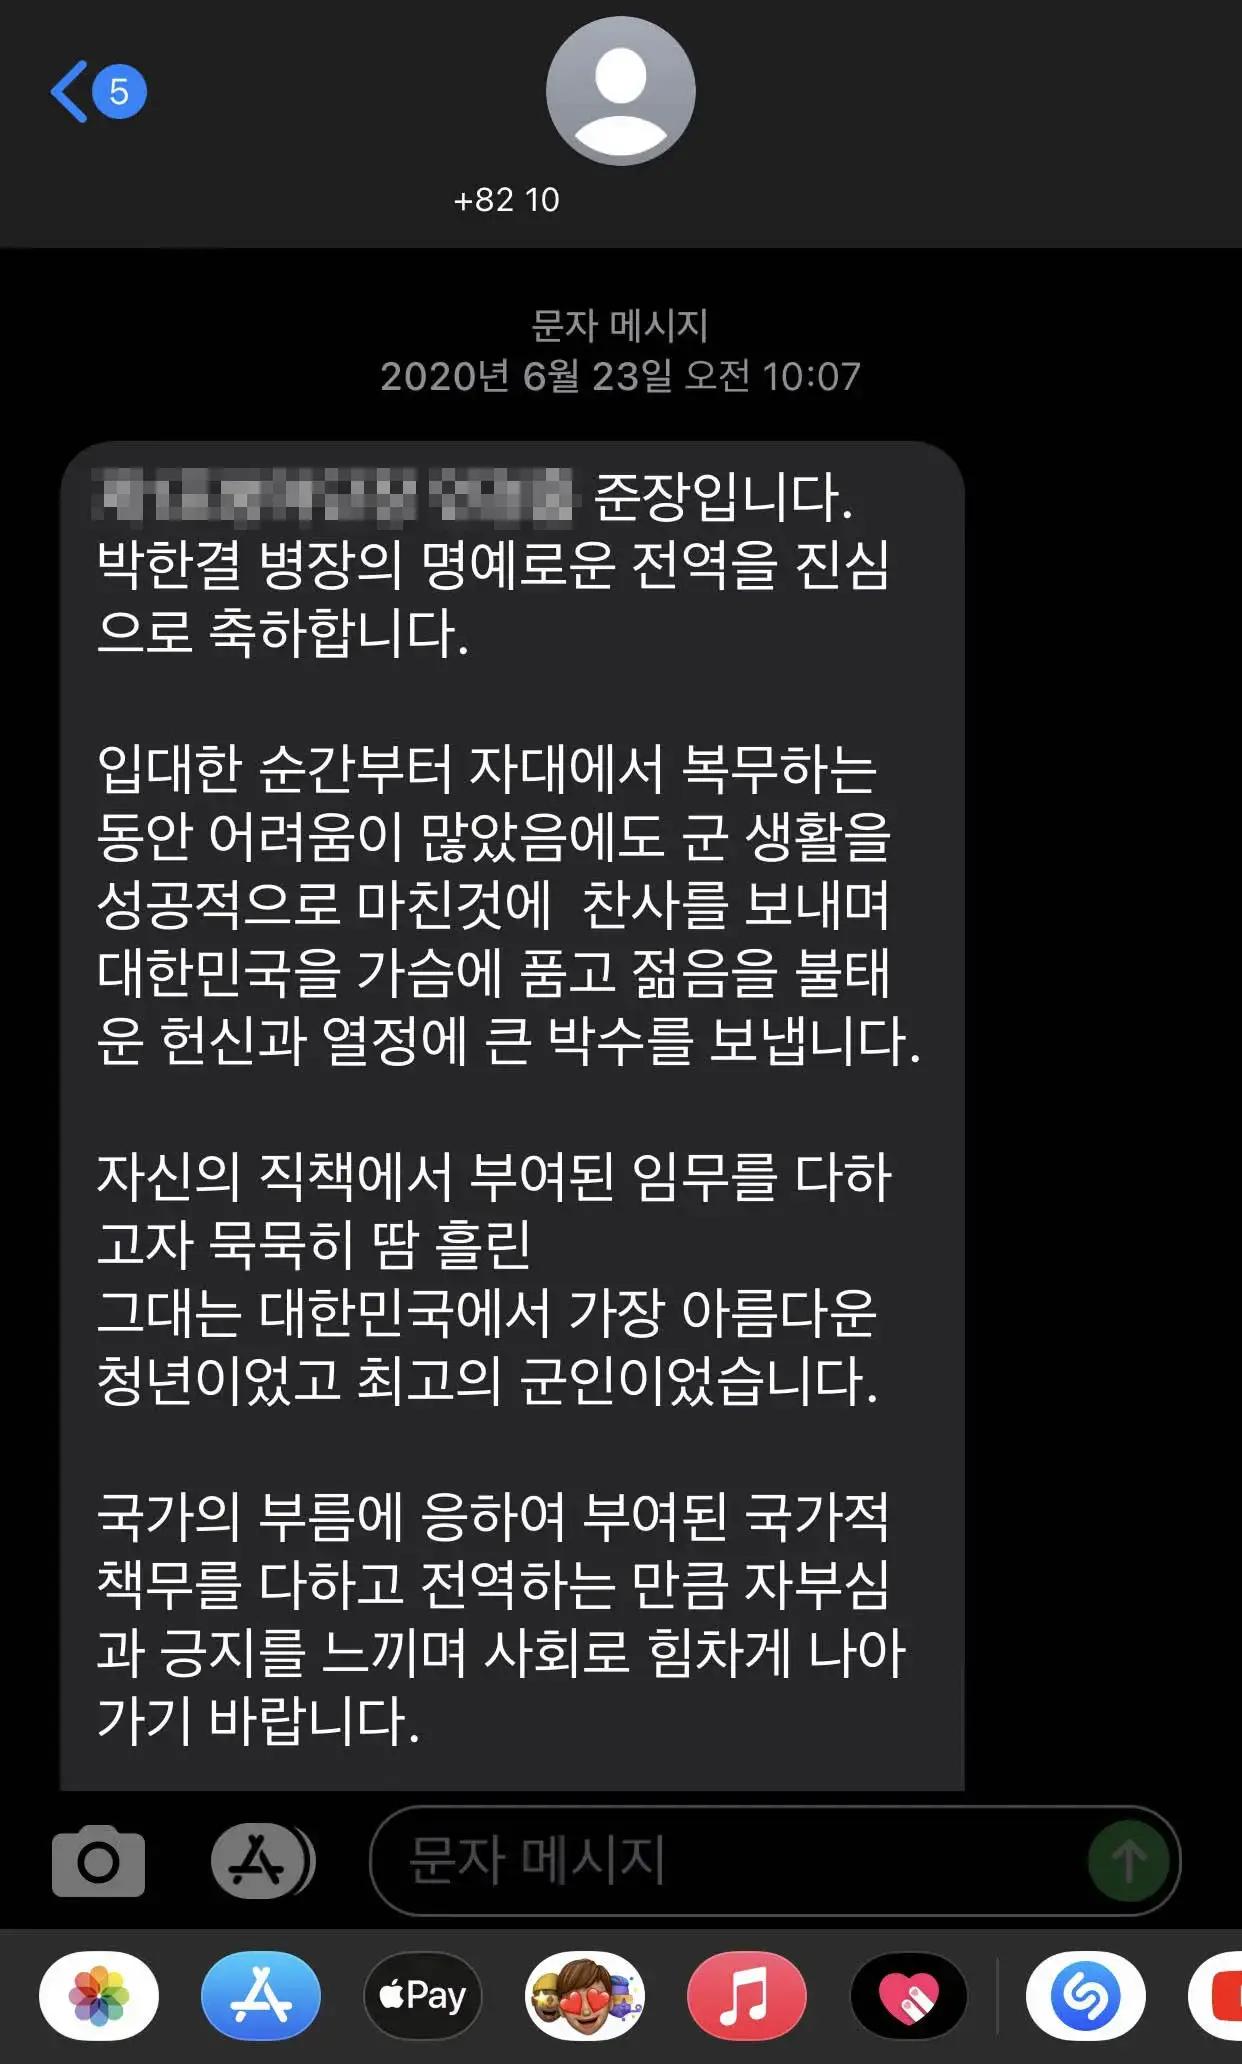 5
+82 10
문자 메시지
2020년 6월 23일 오전 10:07
준장입니다.
박한결 병장의 명예로운 전역을 진심
으로 축하합니다.
입대한 순간부터 자대에서 복무하는
동안 어려움이 많았음에도 군 생활을
성공적으로 마친것에  찬사를 보내며
대한민국을 가슴에 품고 젊음을 불태
운 헌신과 열정에 큰 박수를 보냅니다.
자신의 직책에서 부여된 임무를 다하
고자 묵묵히 땀 흘린
그대는 대한민국에서 가장 아름다운
청년이었고 최고의 군인이었습니다.
국가의 부름에 응하여 부여된 국가적
책무를 다하고 전역하는 만큼 자부심
과 긍지를 느끼며 사회로 힘차게 나아
가기 바랍니다.
문자 메시지
Pay